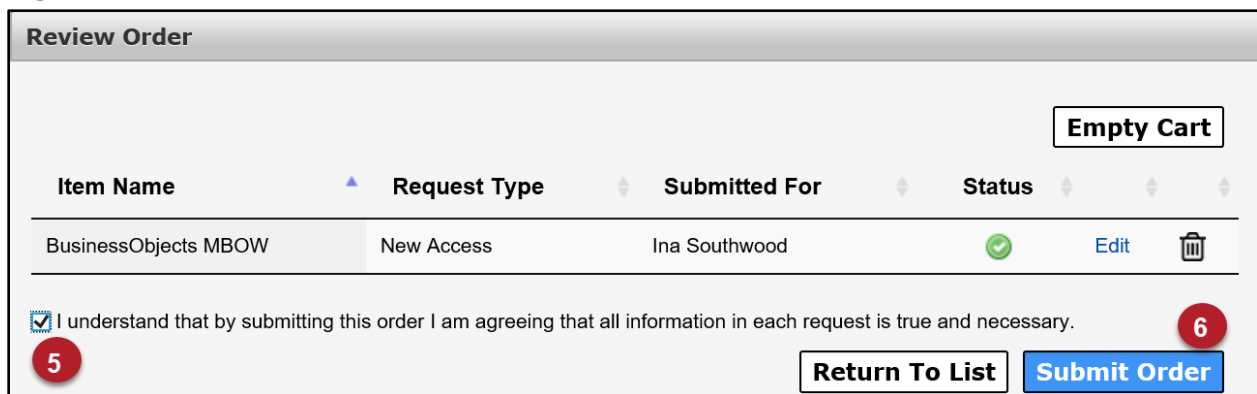 Review Order
Empty Cart
Item Name Request Type Submitted For Status
BusinessObjects MBOW New Access Ina Southwood Edit
I understand that by submitting this order I am agreeing that all information in each request is true and necessary.
5 6
Return To List Submit Order